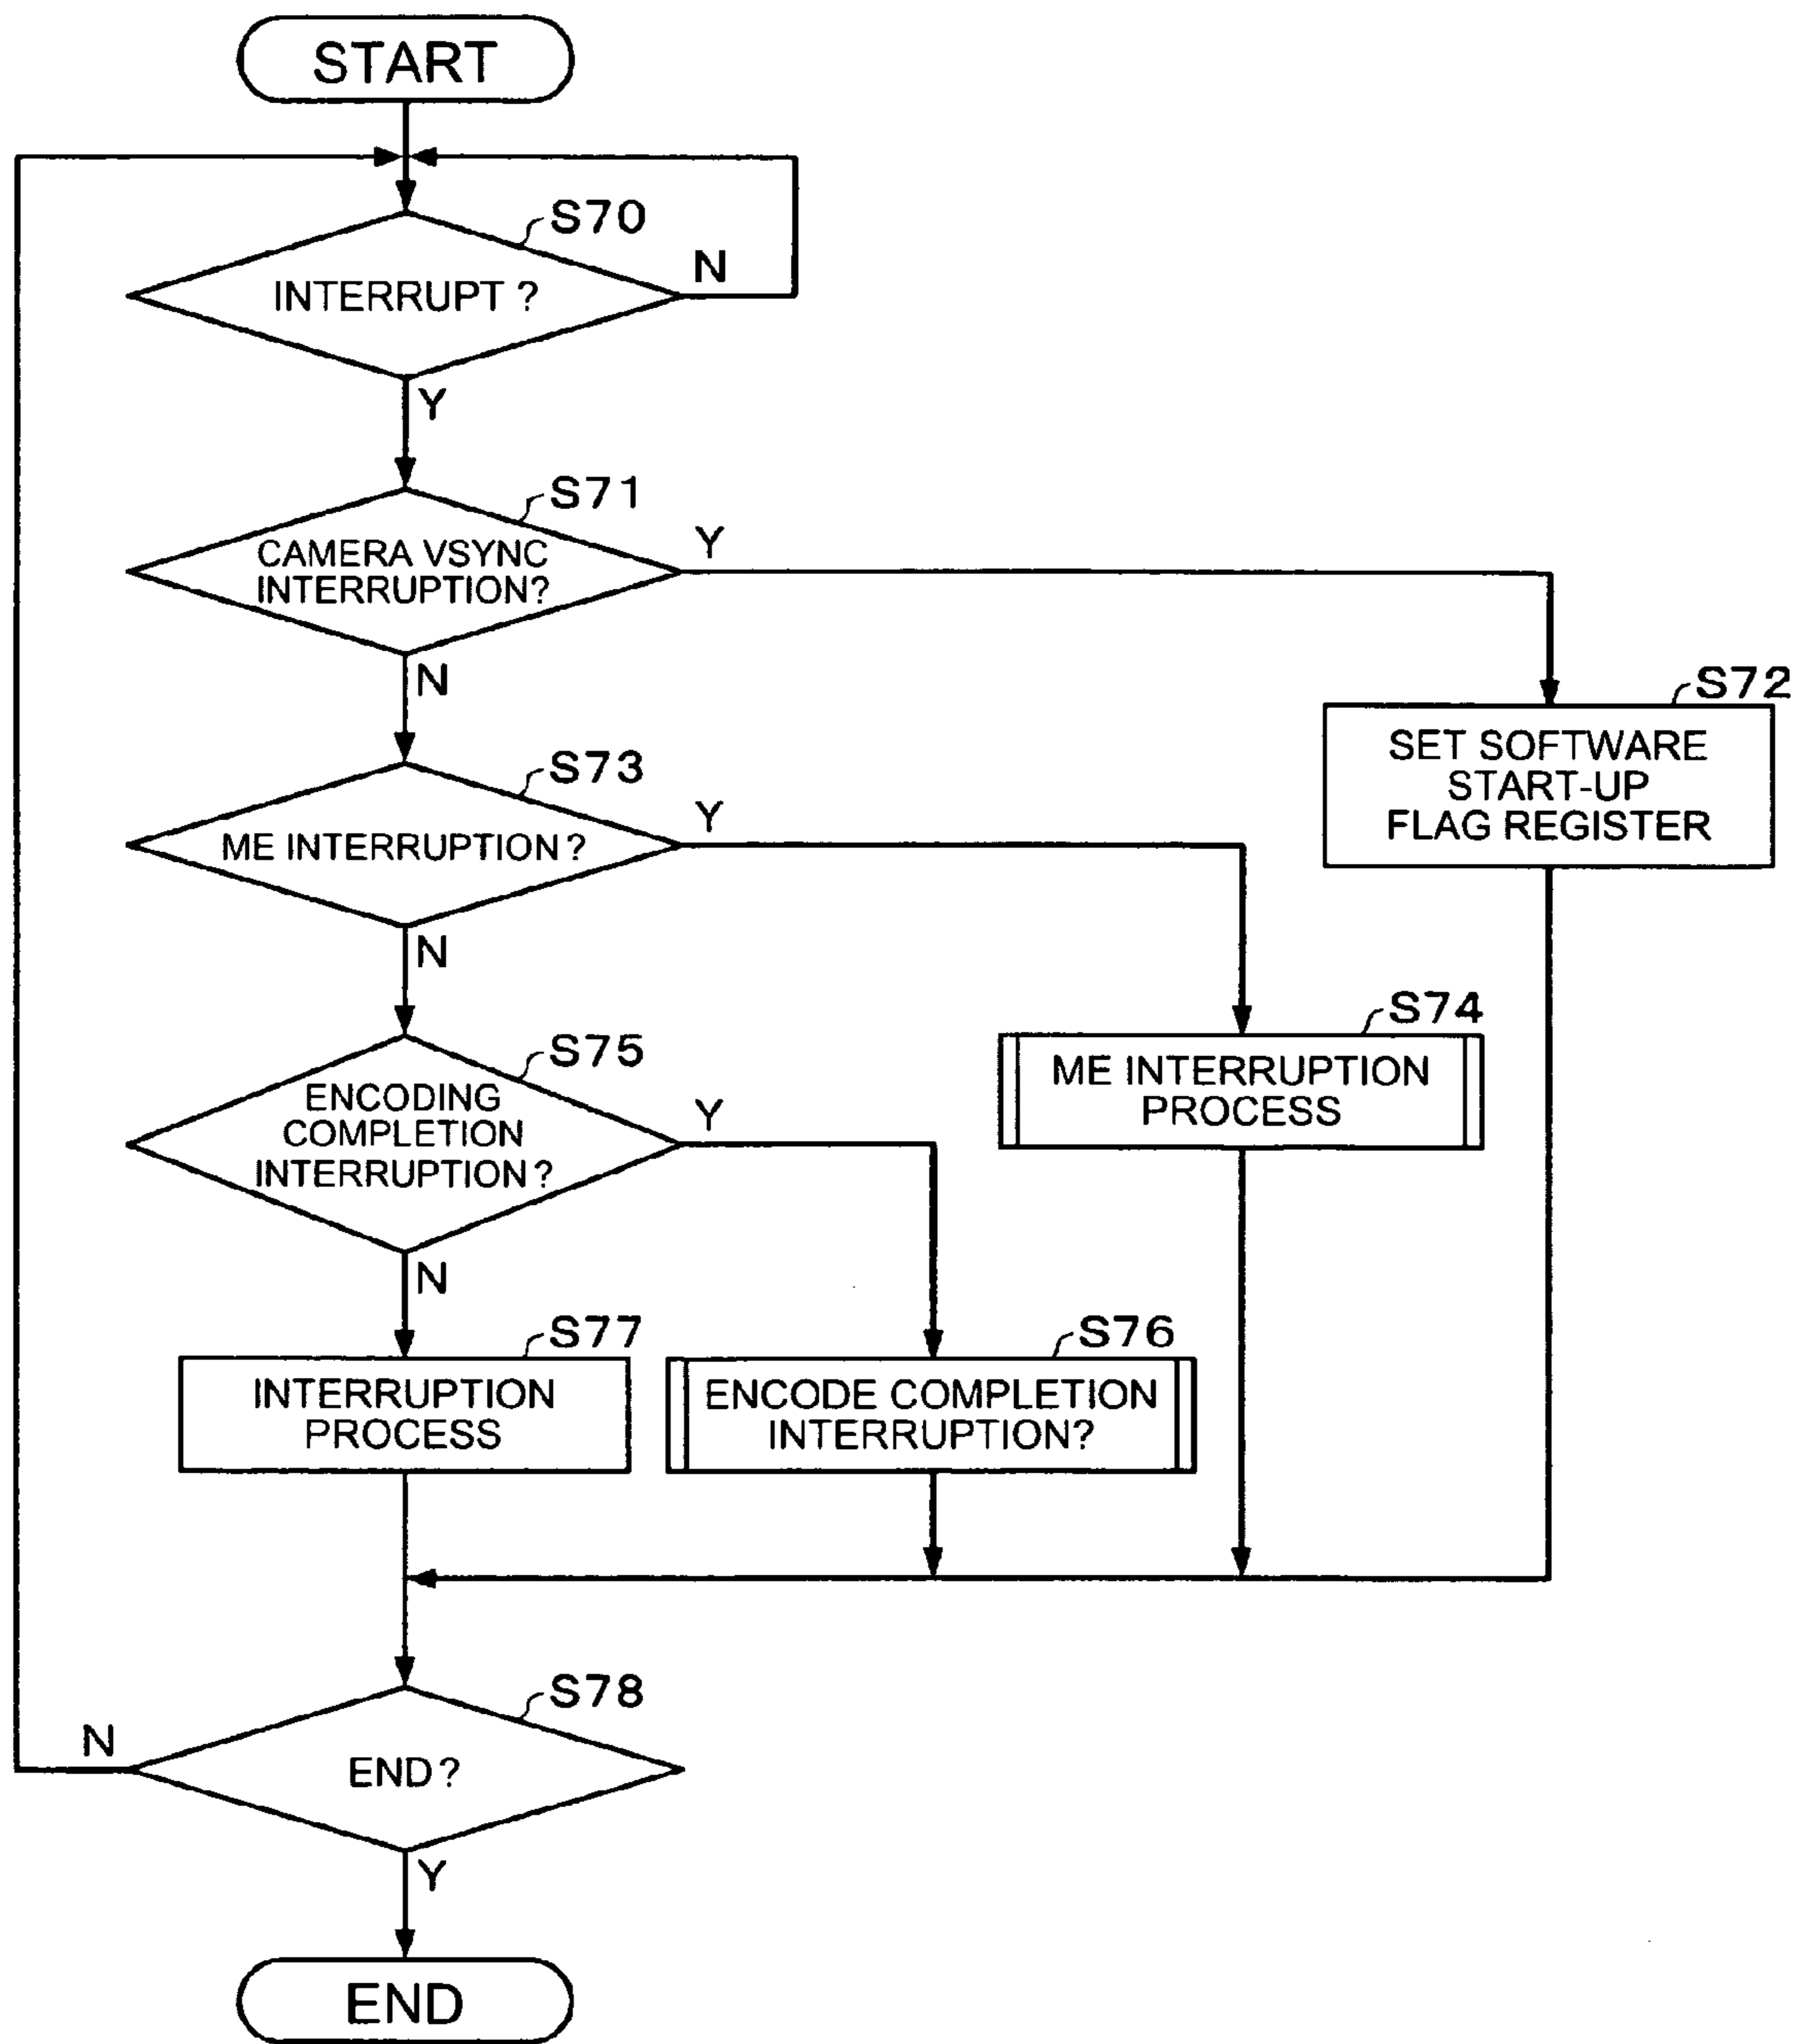 START
S70
INTERRUPT ?
N
Y
S71
CAMERA VSYNC
INTERRUPTION?
Y
N
S72
SET SOFTWARE
START-UP
FLAG REGISTER
S73
ME INTERRUPTION ?
Y
N
S74
ME INTERRUPTION
PROCESS
S75
ENCODING
COMPLETION
INTERRUPTION ?
Y
N
S77
INTERRUPTION
PROCESS
S76
ENCODE COMPLETION
INTERRUPTION?
S78
END ?
N
Y
END